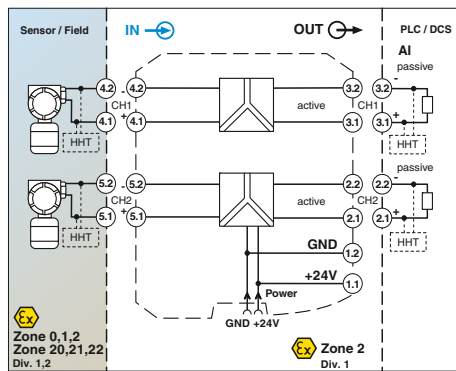 Sensor / Field
IN
OUT
PLC / DCS
AI
passive
4.2
-
4.2
3.2
3.2
-
CH1
active
CH1
4.1
+
4.1
3.1
3.1
+
HHT
HHT
passive
5.2
-
5.2
2.2
2.2
-
CH2
active
CH2
5.1
+
5.1
2.1
2.1
+
HHT
HHT
GND
1.2
+24V
1.1
Power
GND +24V
Ex
Zone 0,1,2
Zone 20,21,22
Div. 1,2
Ex
Zone 2
Div. 1